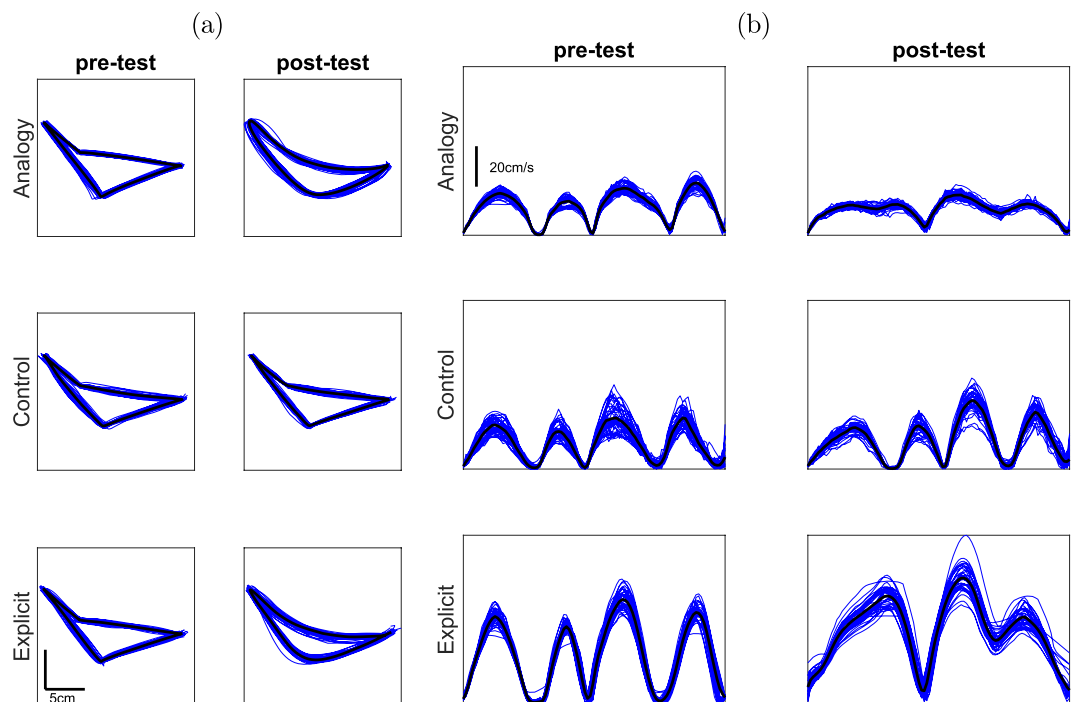 (a)
(b)
pre-test
post-test
pre-test
post-test
Analogy
Analogy
20cm/s
Control
Control
Explicit
Explicit
5cm